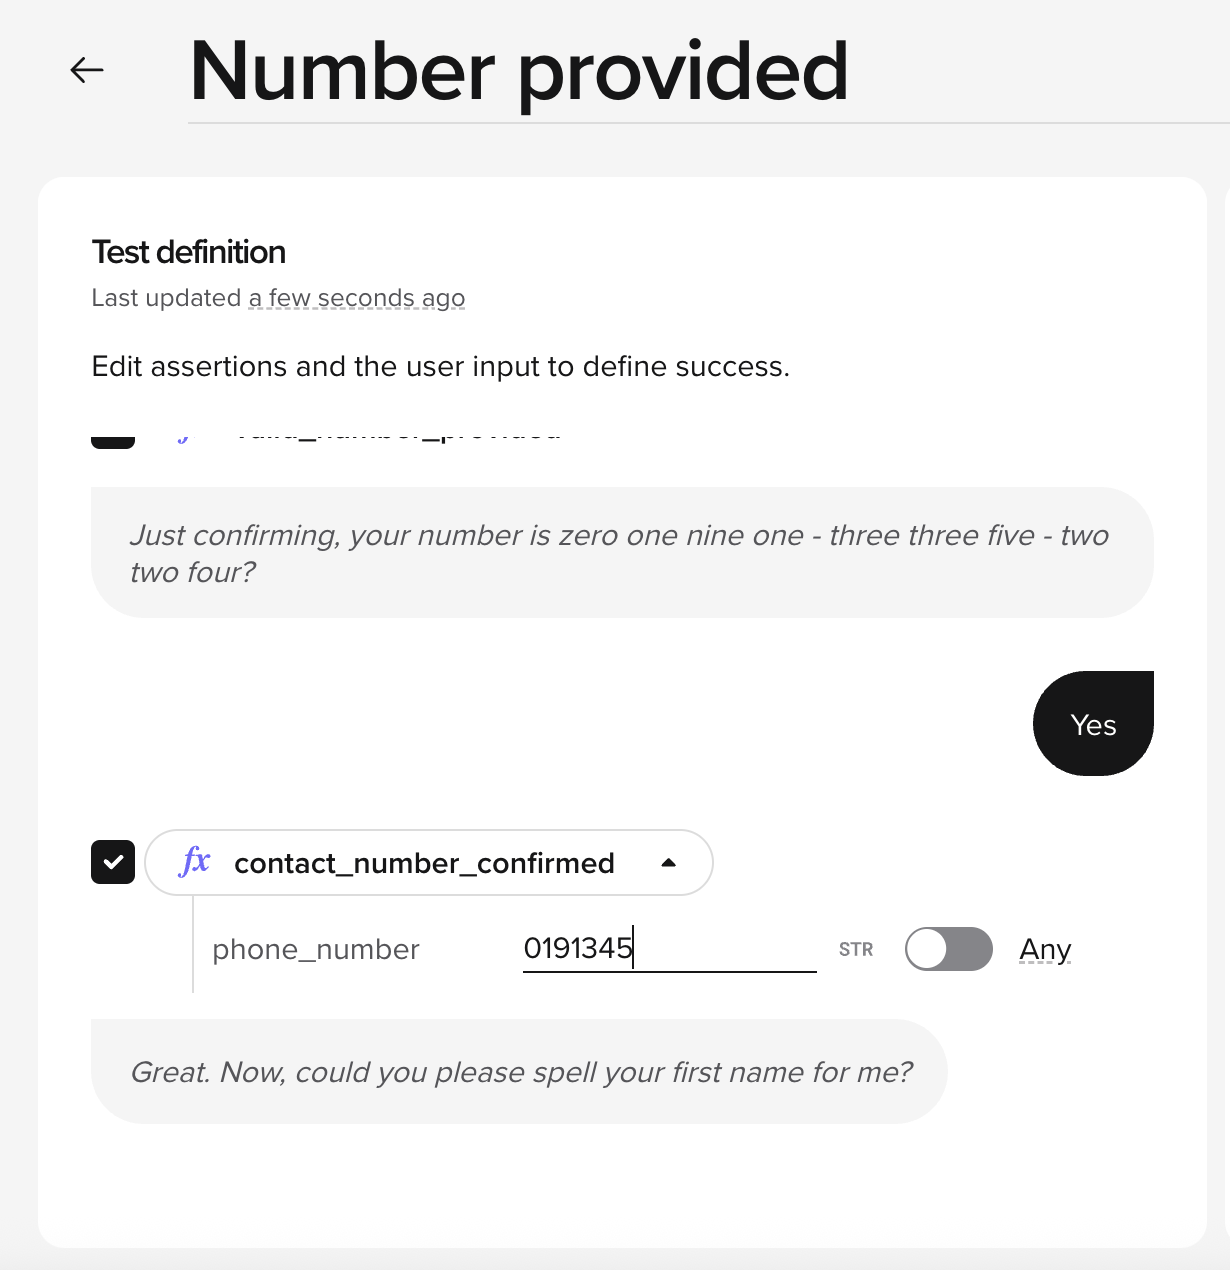 Number provided
Test definition
Last updated a few seconds ago
Edit assertions and the user input to define success.
Just confirming, your number is zero one nine one - three three five - two
two four?
Yes
fx contact_number_confirmed
phone_number 0191345 STR Any
Great. Now, could you please spell your first name for me?